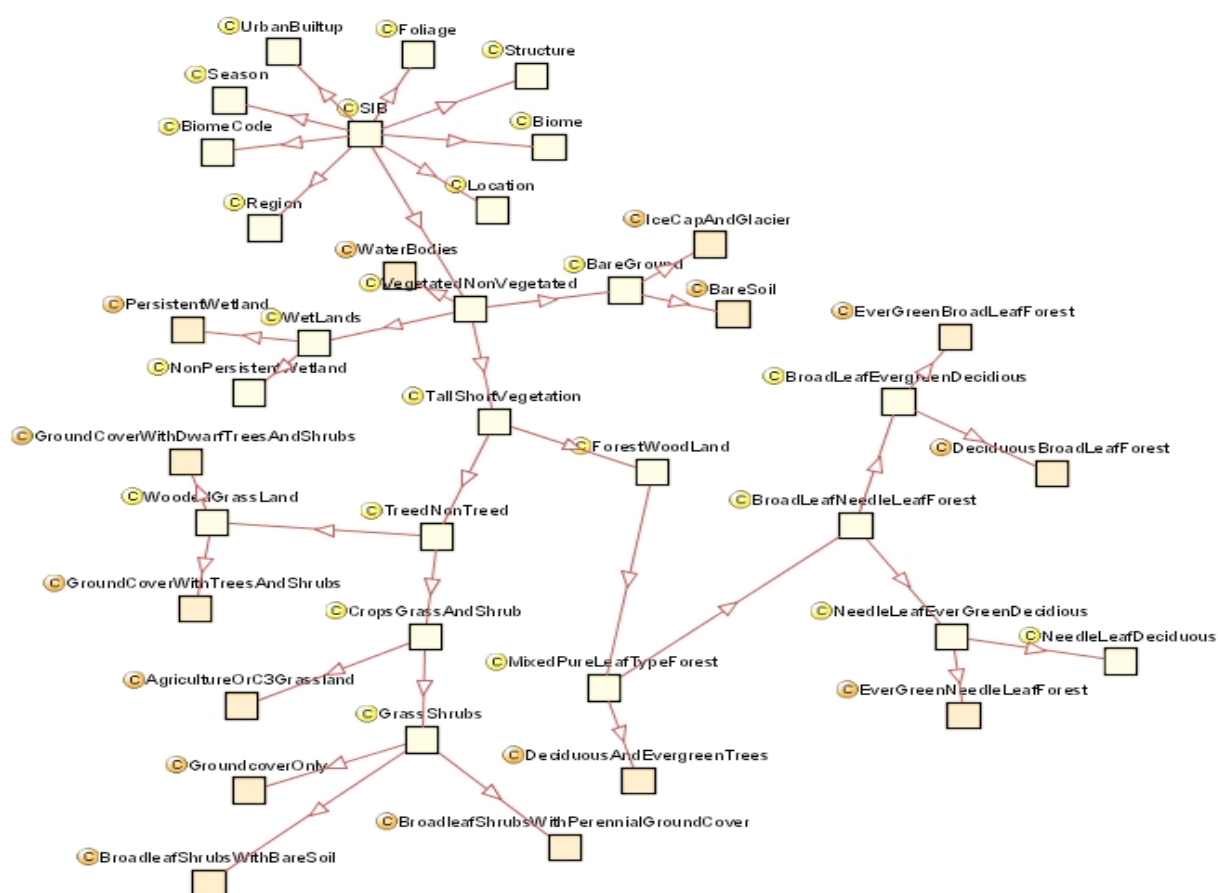 UrbanBuiltup
Foliage
Structure
Season
SIB
BiomeCode
Biome
Location
Region
IceCapAndGlacier
WaterBodies
BareGround
VegetatedNonVegetated
BareSoil
PersistentWetland
WetLands
EverGreenBroadLeafForest
NonPersistentWetland
BroadLeafEvergreenDecidious
TallShortVegetation
GroundCoverWithDwarfTreesAndShrubs
ForestWoodLand
DeciduousBroadLeafForest
WoodedGrassLand
BroadLeafNeedleLeafForest
TreedNonTreed
GroundCoverWithTreesAndShrubs
CropsGrassAndShrub
NeedleLeafEverGreenDecidious
NeedleLeafDeciduous
MixedPureLeafTypeForest
AgricultureOrC3Grassland
EverGreenNeedleLeafForest
GrassShrubs
DeciduousAndEvergreenTrees
GroundcoverOnly
BroadleafShrubsWithPerennialGroundCover
BroadleafShrubsWithBareSoil